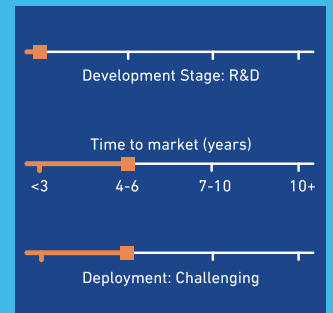 Development Stage: R&D
Time to market (years)
<3 4-6 7-10 10+
Deployment: Challenging